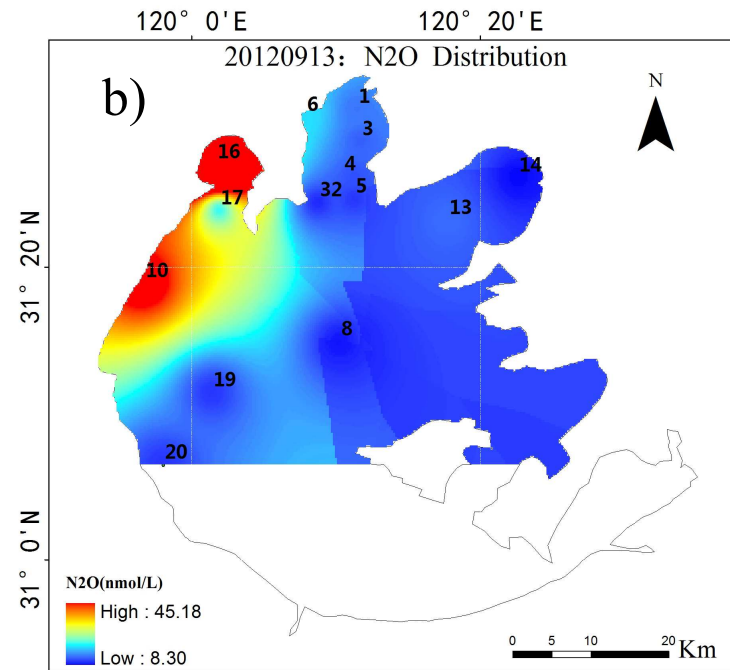 120° 0'E 120° 20'E
20120913: N2O Distribution
b)
N
6
1
3
16
4
14
32
5
17
13
10
31° 20'N
8
19
20
31° 0'N
N2O(nmol/L)
High : 45.18
Low : 8.30
0 5 10 20 Km